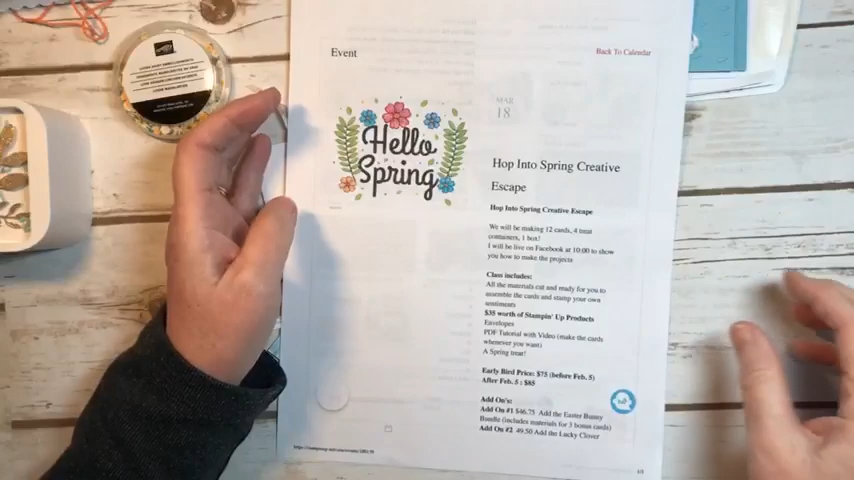 Event
Back To Calendar
Hello
Spring
MAR
18
Hop Into Spring Creative
Escape
Hop Into Spring Creative Escape
We will be making 12 cards, 4 treat
containers, 1 box!
I will be live on Facebook at 10:00 to show
you how to make the projects
Class includes:
All the materials cut and ready for you to
assemble the cards and stamp your own
sentiments
$35 worth of Stampin' Up Products
Envelopes
PDF Tutorial with Video (make the cards
whenever you want)
A Spring treat!
Early Bird Price: $75 (before Feb. 5)
After Feb. 5 : $85
Add On's:
Add On #1 $46.75 Add the Easter Bunny
Bundle (includes materials for 3 bonus cards)
Add On #2 49.50 Add the Lucky Clover